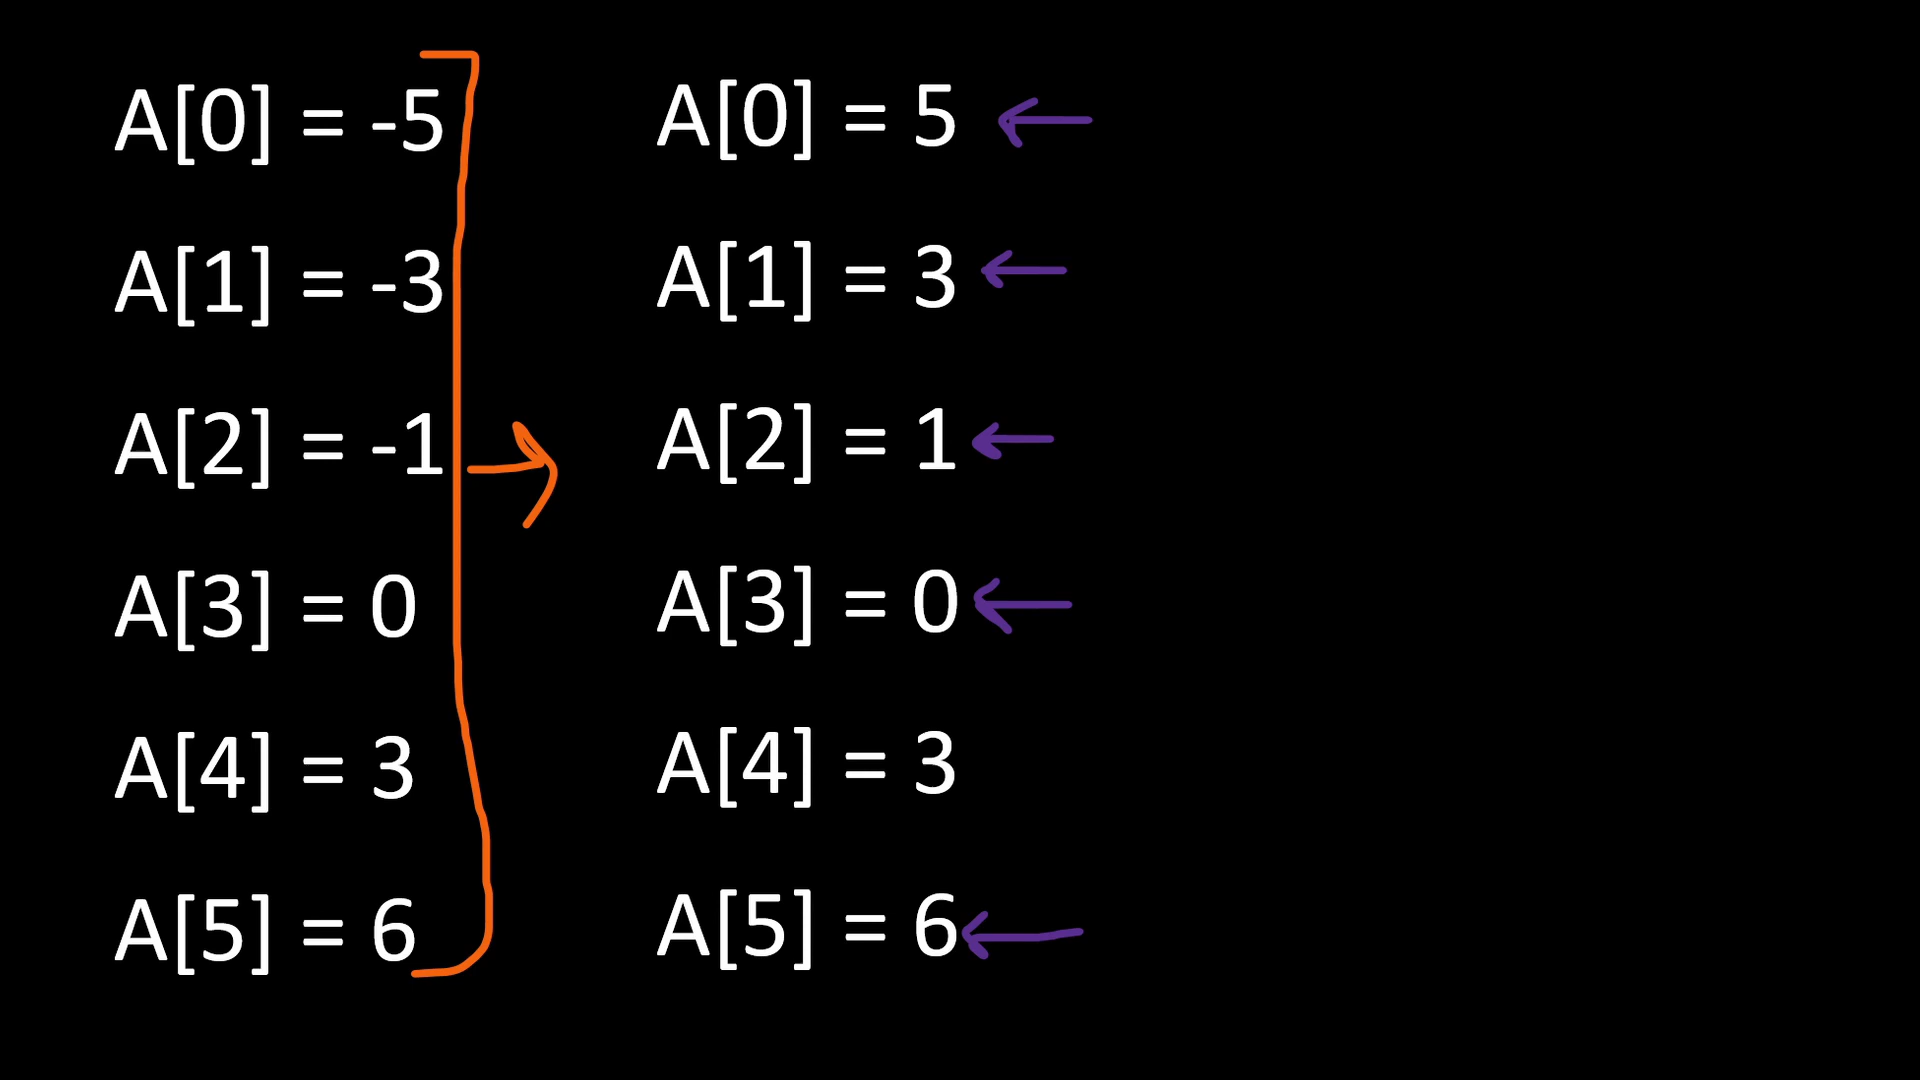 A[0] = -5
A[1] = -3
A[2] = -1
A[3] = 0
A[4] = 3
A[5] = 6
A[0] = 5
A[1] = 3
A[2] = 1
A[3] = 0
A[4] = 3
A[5] = 6